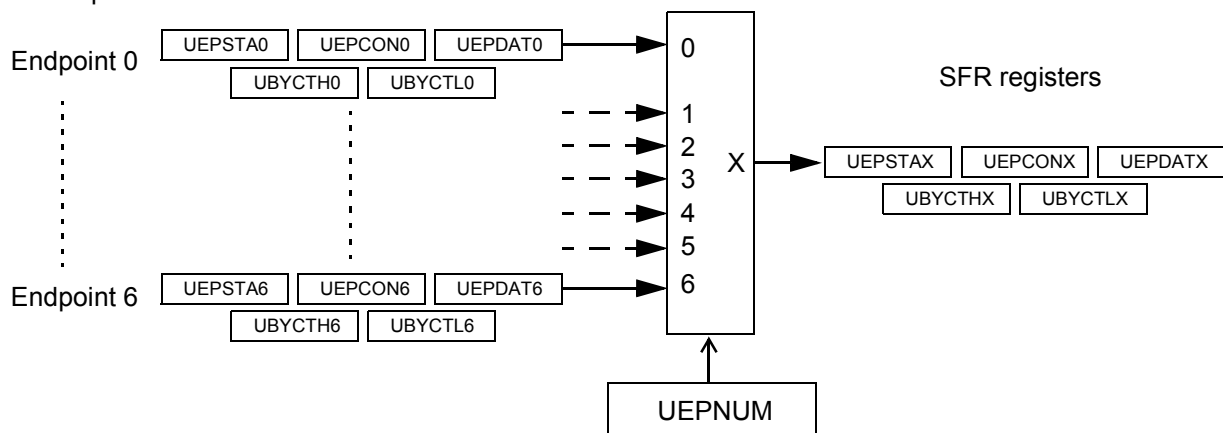 Endpoint 0
UEPSTA0 UEPCON0 UEPDAT0
UBYCTH0 UBYCTL0
0
1
2
3
4
5
6
X
SFR registers
UEPSTAX UEPCONX UEPDATX
UBYCTHX UBYCTLX
Endpoint 6
UEPSTA6 UEPCON6 UEPDAT6
UBYCTH6 UBYCTL6
UEPNUM